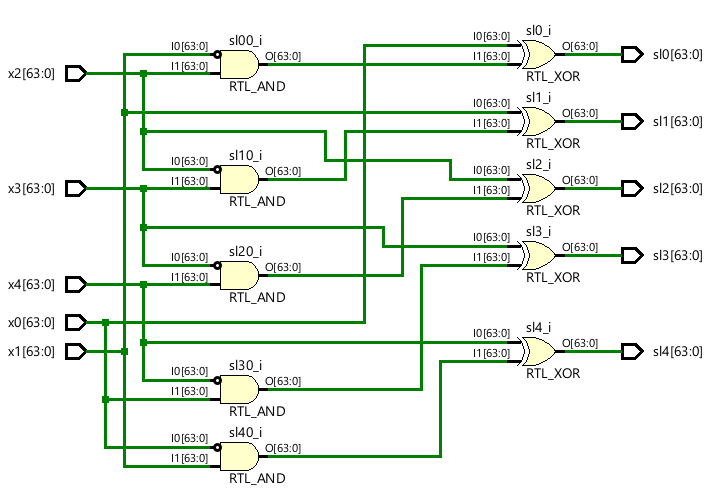 sl00_i
I0[63:0]
I1[63:0]
O[63:0]
RTL_AND
sl0_i
I0[63:0]
I1[63:0]
O[63:0]
RTL_XOR
x2[63:0]
sl0[63:0]
sl1_i
I0[63:0]
I1[63:0]
O[63:0]
RTL_XOR
sl1[63:0]
sl10_i
I0[63:0]
I1[63:0]
O[63:0]
RTL_AND
x3[63:0]
sl2_i
I0[63:0]
I1[63:0]
O[63:0]
RTL_XOR
sl2[63:0]
sl20_i
I0[63:0]
I1[63:0]
O[63:0]
RTL_AND
sl3_i
I0[63:0]
I1[63:0]
O[63:0]
RTL_XOR
sl3[63:0]
x4[63:0]
x0[63:0]
x1[63:0]
sl4_i
I0[63:0]
I1[63:0]
O[63:0]
RTL_XOR
sl4[63:0]
sl30_i
I0[63:0]
I1[63:0]
O[63:0]
RTL_AND
sl40_i
I0[63:0]
I1[63:0]
O[63:0]
RTL_AND